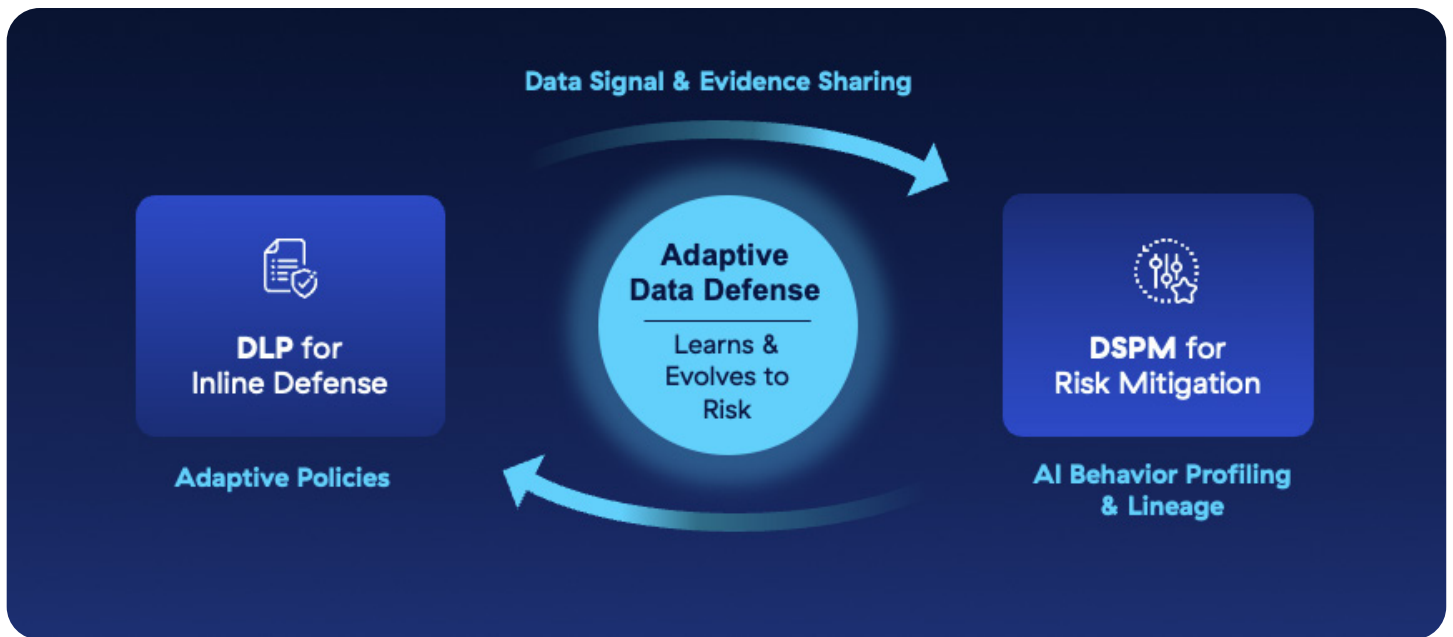 Data Signal & Evidence Sharing
DLP for
Inline Defense
Adaptive Policies
Adaptive
Data Defense
Learns &
Evolves to
Risk
DSPM for
Risk Mitigation
AI Behavior Profiling
& Lineage